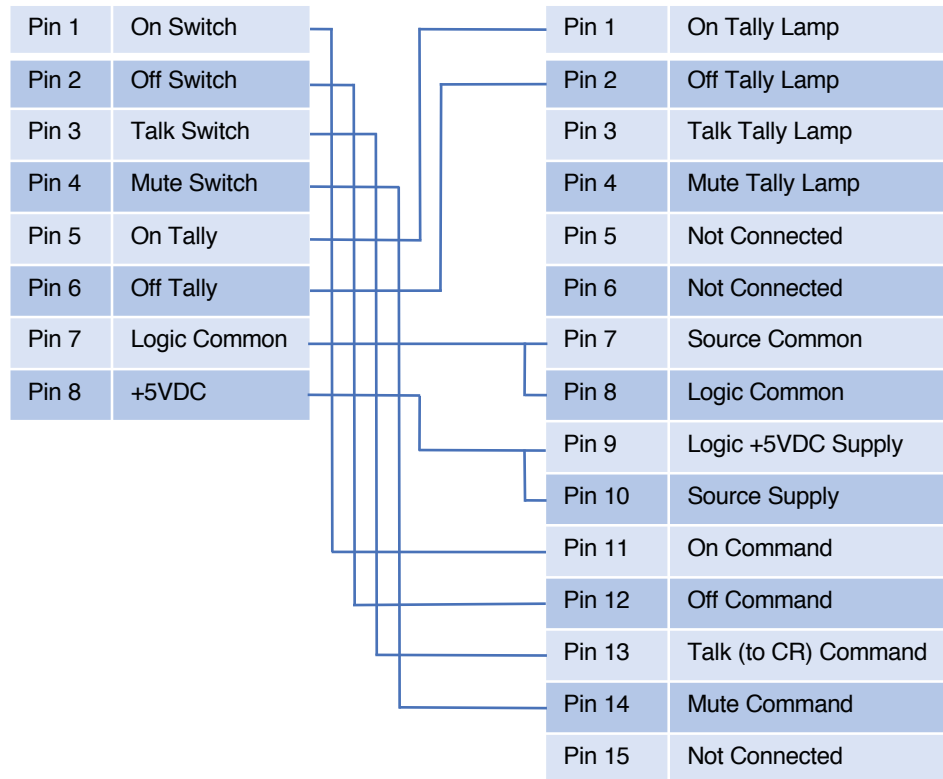 Pin 1 On Switch
Pin 2 Off Switch
Pin 3 Talk Switch
Pin 4 Mute Switch
Pin 5 On Tally
Pin 6 Off Tally
Pin 7 Logic Common
Pin 8 +5VDC
Pin 1 On Tally Lamp
Pin 2 Off Tally Lamp
Pin 3 Talk Tally Lamp
Pin 4 Mute Tally Lamp
Pin 5 Not Connected
Pin 6 Not Connected
Pin 7 Source Common
Pin 8 Logic Common
Pin 9 Logic +5VDC Supply
Pin 10 Source Supply
Pin 11 On Command
Pin 12 Off Command
Pin 13 Talk (to CR) Command
Pin 14 Mute Command
Pin 15 Not Connected